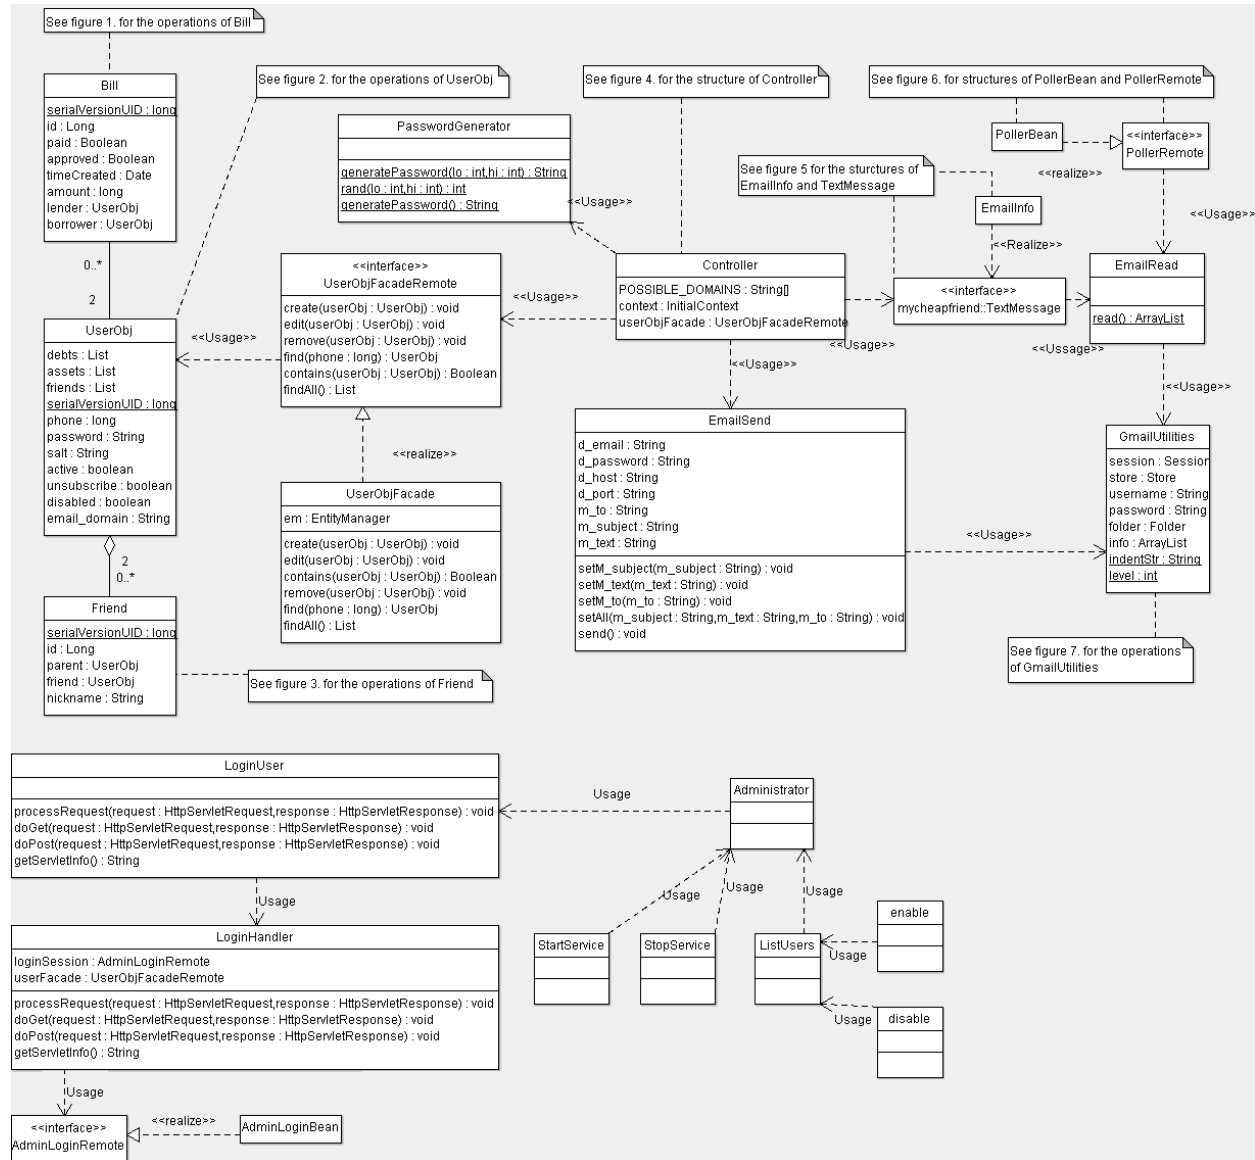 See figure 1. for the operations of Bill
Bill
serialVersionUID : long
id : Long
paid : Boolean
approved : Boolean
timeCreated : Date
amount : long
lender : UserObj
borrower : UserObj
0..*
2
See figure 2. for the operations of UserObj
UserObj
debts : List
assets : List
friends : List
serialVersionUID : long
phone : long
password : String
salt : String
active : boolean
unsubscribe : boolean
disabled : boolean
email_domain : String
2
0..*
Friend
serialVersionUID : long
id : Long
parent : UserObj
friend : UserObj
nickname : String
See figure 3. for the operations of Friend
PasswordGenerator
generatePassword(lo : int,hi : int) : String
rand(lo : int,hi : int) : int
generatePassword() : String
<<Usage>>
<<interface>>
UserObjFacadeRemote
create(userObj : UserObj) : void
edit(userObj : UserObj) : void
remove(userObj : UserObj) : void
find(phone : long) : UserObj
contains(userObj : UserObj) : Boolean
findAll() : List
<<Usage>>
<<Usage>>
<<realize>>
UserObjFacade
em : EntityManager
create(userObj : UserObj) : void
edit(userObj : UserObj) : void
contains(userObj : UserObj) : Boolean
remove(userObj : UserObj) : void
find(phone : long) : UserObj
findAll() : List
See figure 4. for the structure of Controller
Controller
POSSIBLE_DOMAINS : String[]
context : InitialContext
userObjFacade : UserObjFacadeRemote
<<Usage>>
<<Usage>>
See figure 5 for the sturctures of
EmailInfo and TextMessage
EmailInfo
<<Realize>>
<<interface>>
mycheapfriend::TextMessage
<<Ussage>>
See figure 6. for structures of PollerBean and PollerRemote
PollerBean
<<interface>>
PollerRemote
<<realize>>
<<Usage>>
EmailRead
read() : ArrayList
<<Usage>>
EmailSend
d_email : String
d_password : String
d_host : String
d_port : String
m_to : String
m_subject : String
m_text : String
setM_subject(m_subject : String) : void
setM_text(m_text : String) : void
setM_to(m_to : String) : void
setAll(m_subject : String,m_text : String,m_to : String) : void
send() : void
<<Usage>>
GmailUtilities
session : Session
store : Store
username : String
password : String
folder : Folder
info : ArrayList
indentStr : String
level : int
See figure 7. for the operations
of GmailUtilities
LoginUser
processRequest(request : HttpServletRequest,response : HttpServletResponse) : void
doGet(request : HttpServletRequest,response : HttpServletResponse) : void
doPost(request : HttpServletRequest,response : HttpServletResponse) : void
getServletInfo() : String
Usage
LoginHandler
loginSession : AdminLoginRemote
userFacade : UserObjFacadeRemote
processRequest(request : HttpServletRequest,response : HttpServletResponse) : void
doGet(request : HttpServletRequest,response : HttpServletResponse) : void
doPost(request : HttpServletRequest,response : HttpServletResponse) : void
getServletInfo() : String
Usage
<<interface>>
AdminLoginRemote
<<realize>>
AdminLoginBean
Usage
Administrator
Usage
Usage
Usage
StartService
StopService
ListUsers
enable
Usage
Usage
disable